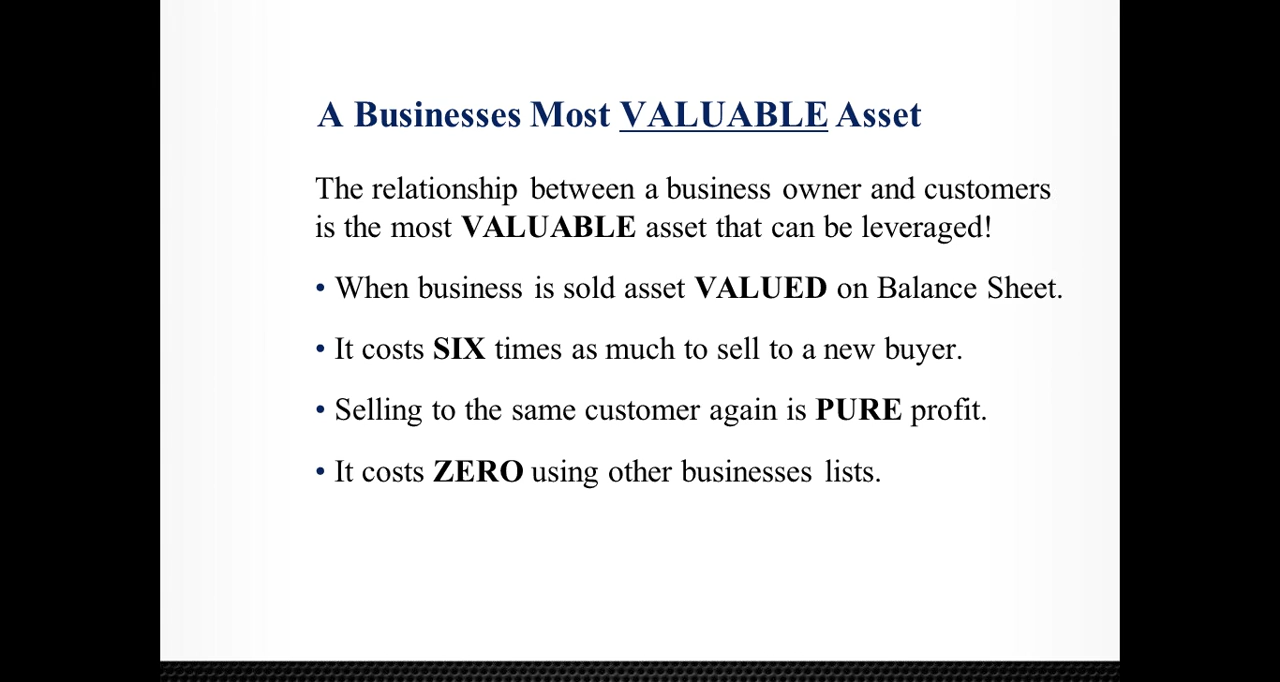 A Businesses Most VALUABLE Asset
The relationship between a business owner and customers
is the most VALUABLE asset that can be leveraged!
• When business is sold asset VALUED on Balance Sheet.
• It costs SIX times as much to sell to a new buyer.
• Selling to the same customer again is PURE profit.
• It costs ZERO using other businesses lists.